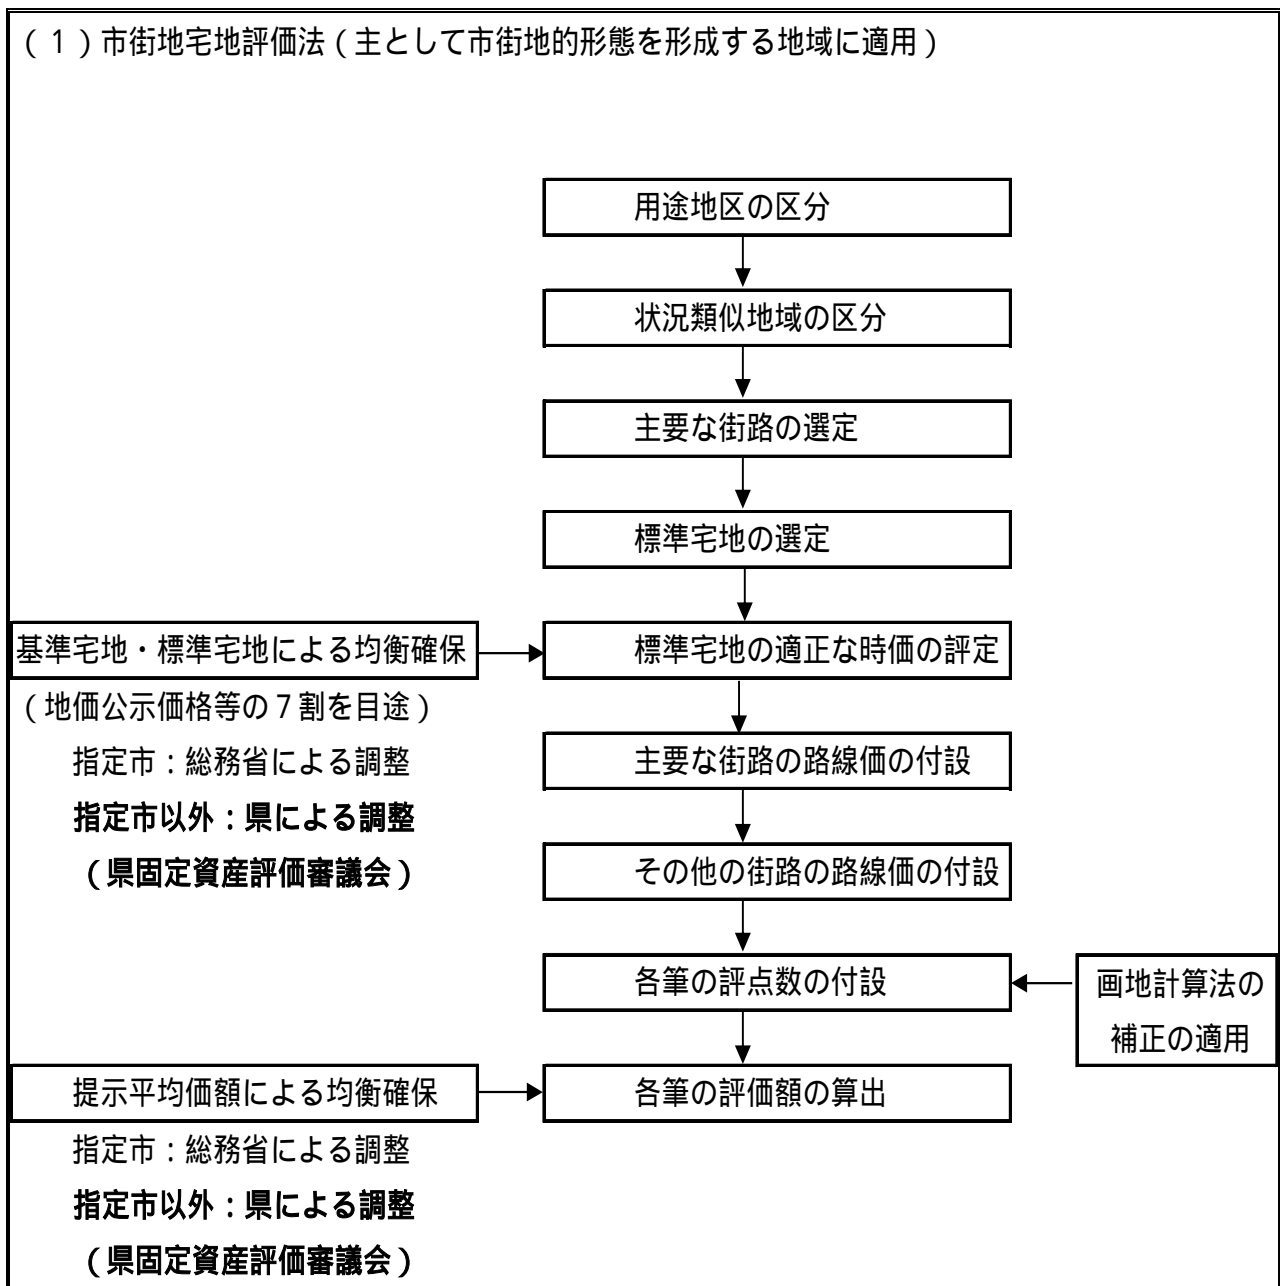 （１）市街地宅地評価法（主として市街地的形態を形成する地域に適用）
用途地区の区分
状況類似地域の区分
主要な街路の選定
標準宅地の選定
基準宅地・標準宅地による均衡確保
標準宅地の適正な時価の評定
（地価公示価格等の７割を目途）
指定市：総務省による調整
指定市以外：県による調整
（県固定資産評価審議会）
主要な街路の路線価の付設
その他の街路の路線価の付設
各筆の評点数の付設
画地計算法の
補正の適用
提示平均価額による均衡確保
各筆の評価額の算出
指定市：総務省による調整
指定市以外：県による調整
（県固定資産評価審議会）